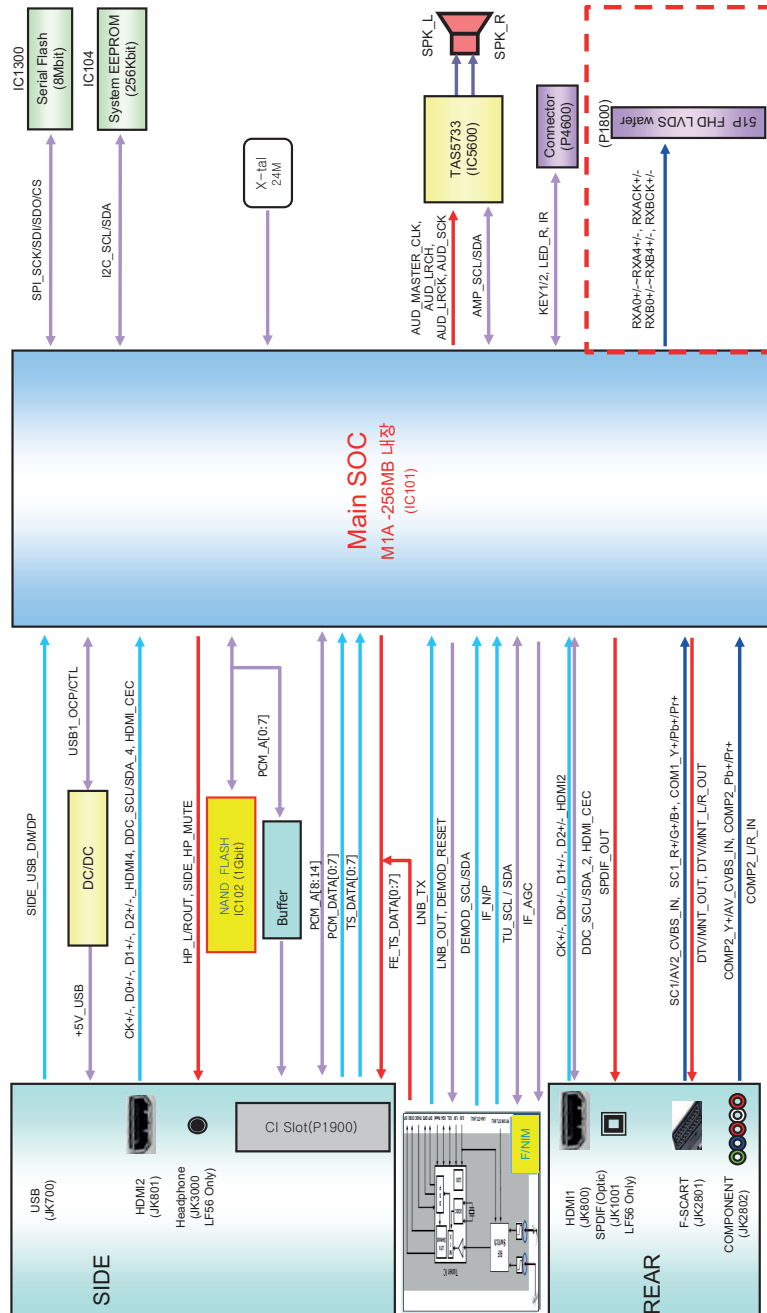 IC1300
Serial Flash
(8Mbit)
IC104
System EEPROM
(256Kbit)
SPI_SCK/SDI/SDO/CS
I2C_SCL/SDA
X-tal
24M
SPK_L
SPK_R
TAS5733
(IC5600)
AUD_MASTER_CLK,
AUD_LRCH,
AUD_LRCK, AUD_SCK
AMP_SCL/SDA
Connector
(P4600)
KEY1/2, LED_R, IR
(P1800)
51P FHD LVDS wafer
RXA0+/-~RXA4+/-, RXACK+/-
RXB0+/-~RXB4+/-, RXBCK+/-
Main SOC
M1A -256MB 내장
(IC101)
SIDE_USB_DM/DP
USB1_OCP/CTL
DC/DC
+5V_USB
CK+/-, D0+/-, D1+/-, D2+/-_HDMI4, DDC_SCL/SDA_4, HDMI_CEC
HP_L/ROUT, SIDE_HP_MUTE
NAND FLASH
IC102 (1Gbit)
PCM_A[0:7]
Buffer
PCM_A[8:14]
PCM_DATA[0:7]
TS_DATA[0:7]
FE_TS_DATA[0:7]
LNB_TX
LNB_OUT, DEMOD_RESET
DEMOD_SCL/SDA
IF_N/P
TU_SCL / SDA
IF_AGC
CK+/-, D0+/-, D1+/-, D2+/-_HDMI2
DDC_SCL/SDA_2, HDMI_CEC
SPDIF_OUT
SC1/AV2_CVBS_IN, SC1_R+/G+/B+, COM1_Y+/Pb+/Pr+
DTV/MNT_OUT, DTV/MNT_L/R_OUT
COMP2_Y+/AV_CVBS_IN, COMP2_Pb+/Pr+
COMP2_L/R_IN
SIDE
USB
(JK700)
HDMI2
(JK801)
Headphone
(JK3000
LF56 Only)
CI Slot(P1900)
F/NIM
Tuner IC
Switch
REAR
HDMI1
(JK800)
SPDIF(Optic)
(JK1001
LF56 Only)
F-SCART
(JK2801)
COMPONENT
(JK2802)